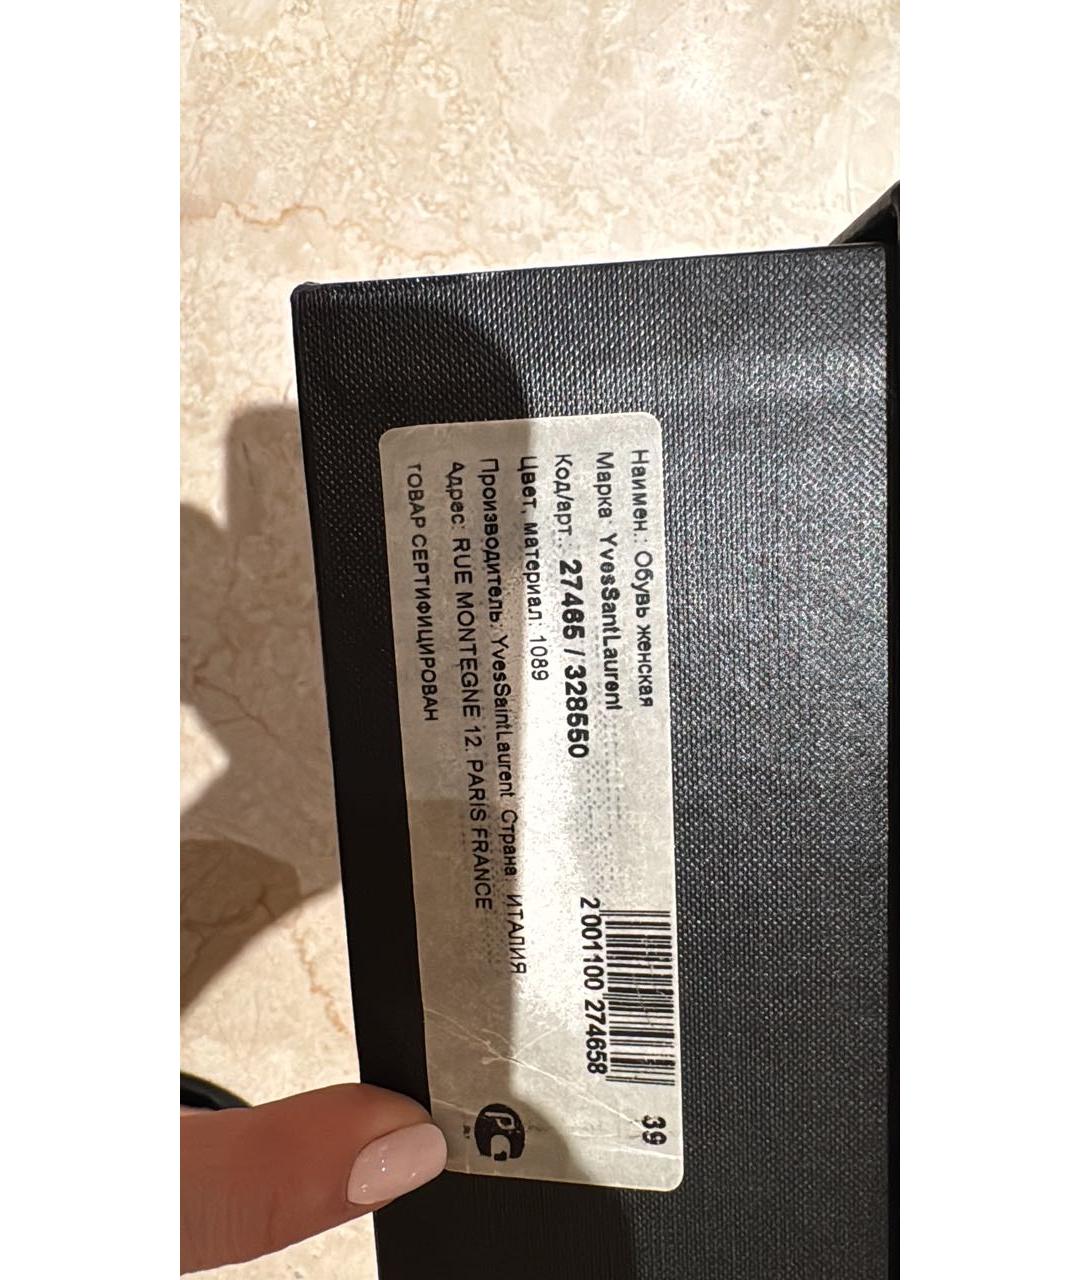 Наимен.: Обувь женская
39
Марка: YvesSantLaurent
Код/арт.: 27465 / 328550
2 001100 274658
Цвет, материал: 1089
Производитель: YvesSaintLaurent Страна: ИТАЛИЯ
Адрес: RUE MONTEGNE 12. PARIS FRANCE
ТОВАР СЕРТИФИЦИРОВАН